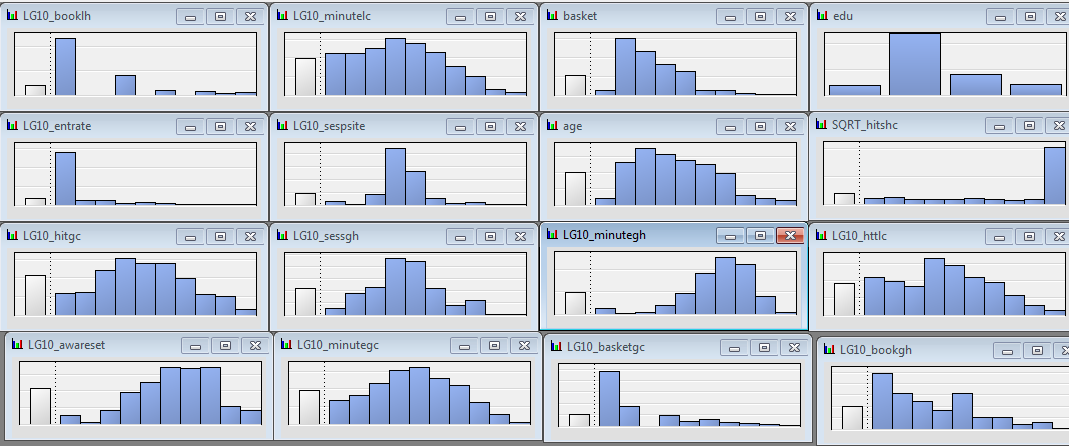 LG10_booklh
LG10_minutelc
basket
edu
LG10_entrate
LG10_sespsite
age
SQRT_hitshc
LG10_hitgc
LG10_sessgh
LG10_minutegh
LG10_httlc
LG10_awareset
LG10_minutegc
LG10_basketgc
LG10_bookgh